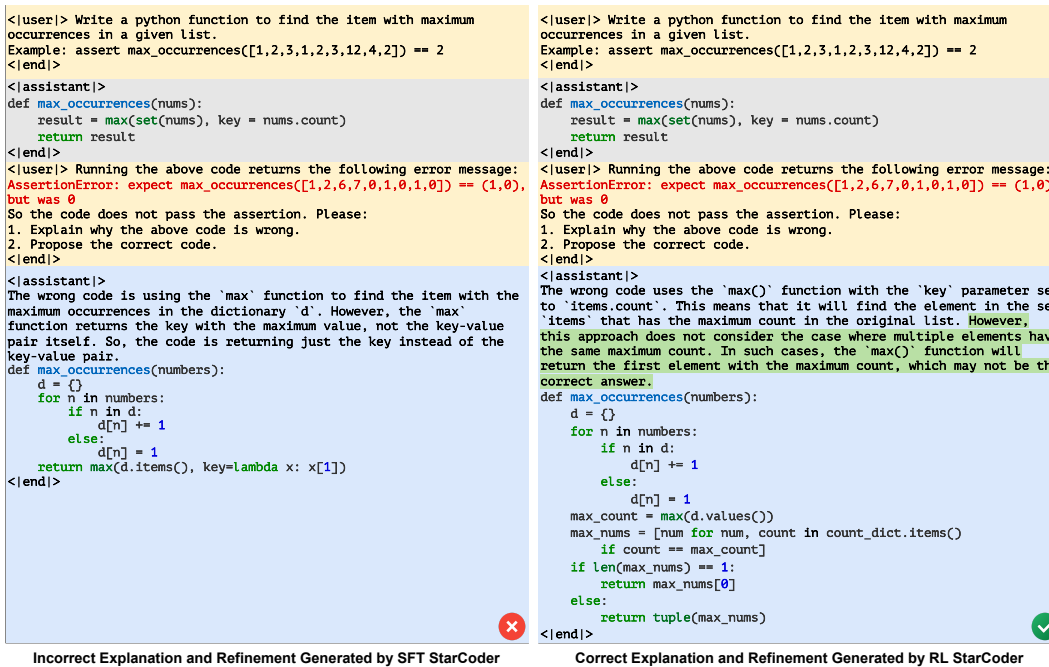 <|user|> Write a python function to find the item with maximum
occurrences in a given list.
Example: assert max_occurrences([1,2,3,1,2,3,12,4,2]) == 2
<|end|>
<|assistant|>
def max_occurrences(nums):
    result = max(set(nums), key = nums.count)
    return result
<|end|>
<|user|> Running the above code returns the following error message:
AssertionError: expect max_occurrences([1,2,6,7,0,1,0,1,0]) == (1,0),
but was 0
So the code does not pass the assertion. Please:
1. Explain why the above code is wrong.
2. Propose the correct code.
<|end|>
<|assistant|>
The wrong code is using the `max` function to find the item with the
maximum occurrences in the dictionary `d`. However, the `max`
function returns the key with the maximum value, not the key-value
pair itself. So, the code is returning just the key instead of the
key-value pair.
def max_occurrences(numbers):
    d = {}
    for n in numbers:
        if n in d:
            d[n] += 1
        else:
            d[n] = 1
    return max(d.items(), key=lambda x: x[1])
<|end|>
Incorrect Explanation and Refinement Generated by SFT StarCoder
<|user|> Write a python function to find the item with maximum
occurrences in a given list.
Example: assert max_occurrences([1,2,3,1,2,3,12,4,2]) == 2
<|end|>
<|assistant|>
def max_occurrences(nums):
    result = max(set(nums), key = nums.count)
    return result
<|end|>
<|user|> Running the above code returns the following error message:
AssertionError: expect max_occurrences([1,2,6,7,0,1,0,1,0]) == (1,0)
but was 0
So the code does not pass the assertion. Please:
1. Explain why the above code is wrong.
2. Propose the correct code.
<|end|>
<|assistant|>
The wrong code uses the `max()` function with the `key` parameter se
to `items.count`. This means that it will find the element in the se
`items` that has the maximum count in the original list. However,
this approach does not consider the case where multiple elements hav
the same maximum count. In such cases, the `max()` function will
return the first element with the maximum count, which may not be th
correct answer.
def max_occurrences(numbers):
    d = {}
    for n in numbers:
        if n in d:
            d[n] += 1
        else:
            d[n] = 1
    max_count = max(d.values())
    max_nums = [num for num, count in count_dict.items()
        if count == max_count]
    if len(max_nums) == 1:
        return max_nums[0]
    else:
        return tuple(max_nums)
<|end|>
Correct Explanation and Refinement Generated by RL StarCoder